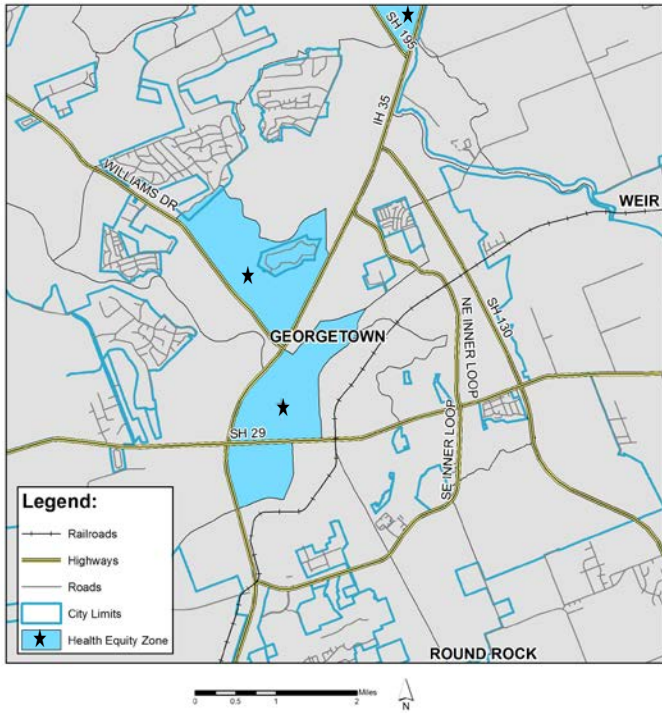 SH 195
IH 35
WILLIAMS DR
WEIR
SH 130
GEORGETOWN
NE INNER LOOP
SH 29
SE INNER LOOP
Legend:
Railroads
Highways
Roads
City Limits
Health Equity Zone
ROUND ROCK
0 0.5 1 2 Miles
N